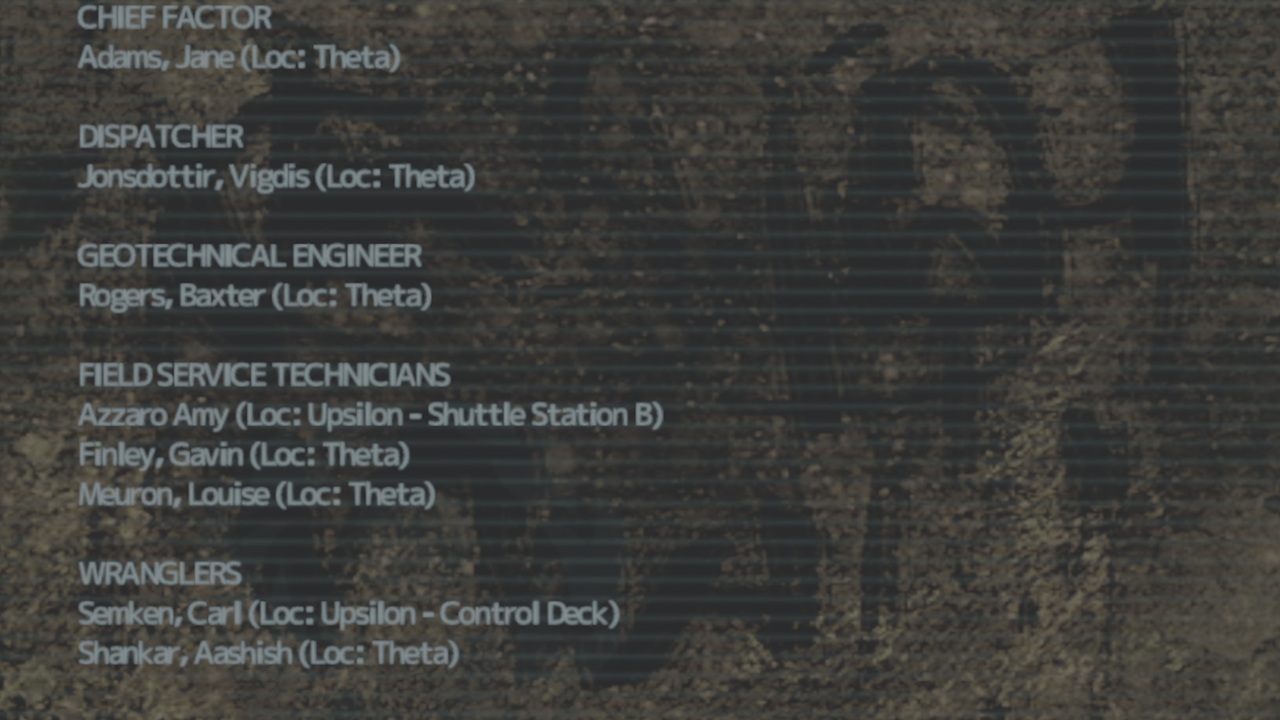 CHIEF FACTOR
Adams, Jane (Loc: Theta)
DISPATCHER
Jonsdottir, Vigdis (Loc: Theta)
GEOTECHNICAL ENGINEER
Rogers, Baxter (Loc: Theta)
FIELD SERVICE TECHNICIANS
Azzaro Amy (Loc: Upsilon - Shuttle Station B)
Finley, Gavin (Loc: Theta)
Meuron, Louise (Loc: Theta)
WRANGLERS
Semken, Carl (Loc: Upsilon - Control Deck)
Shankar, Aashish (Loc: Theta)